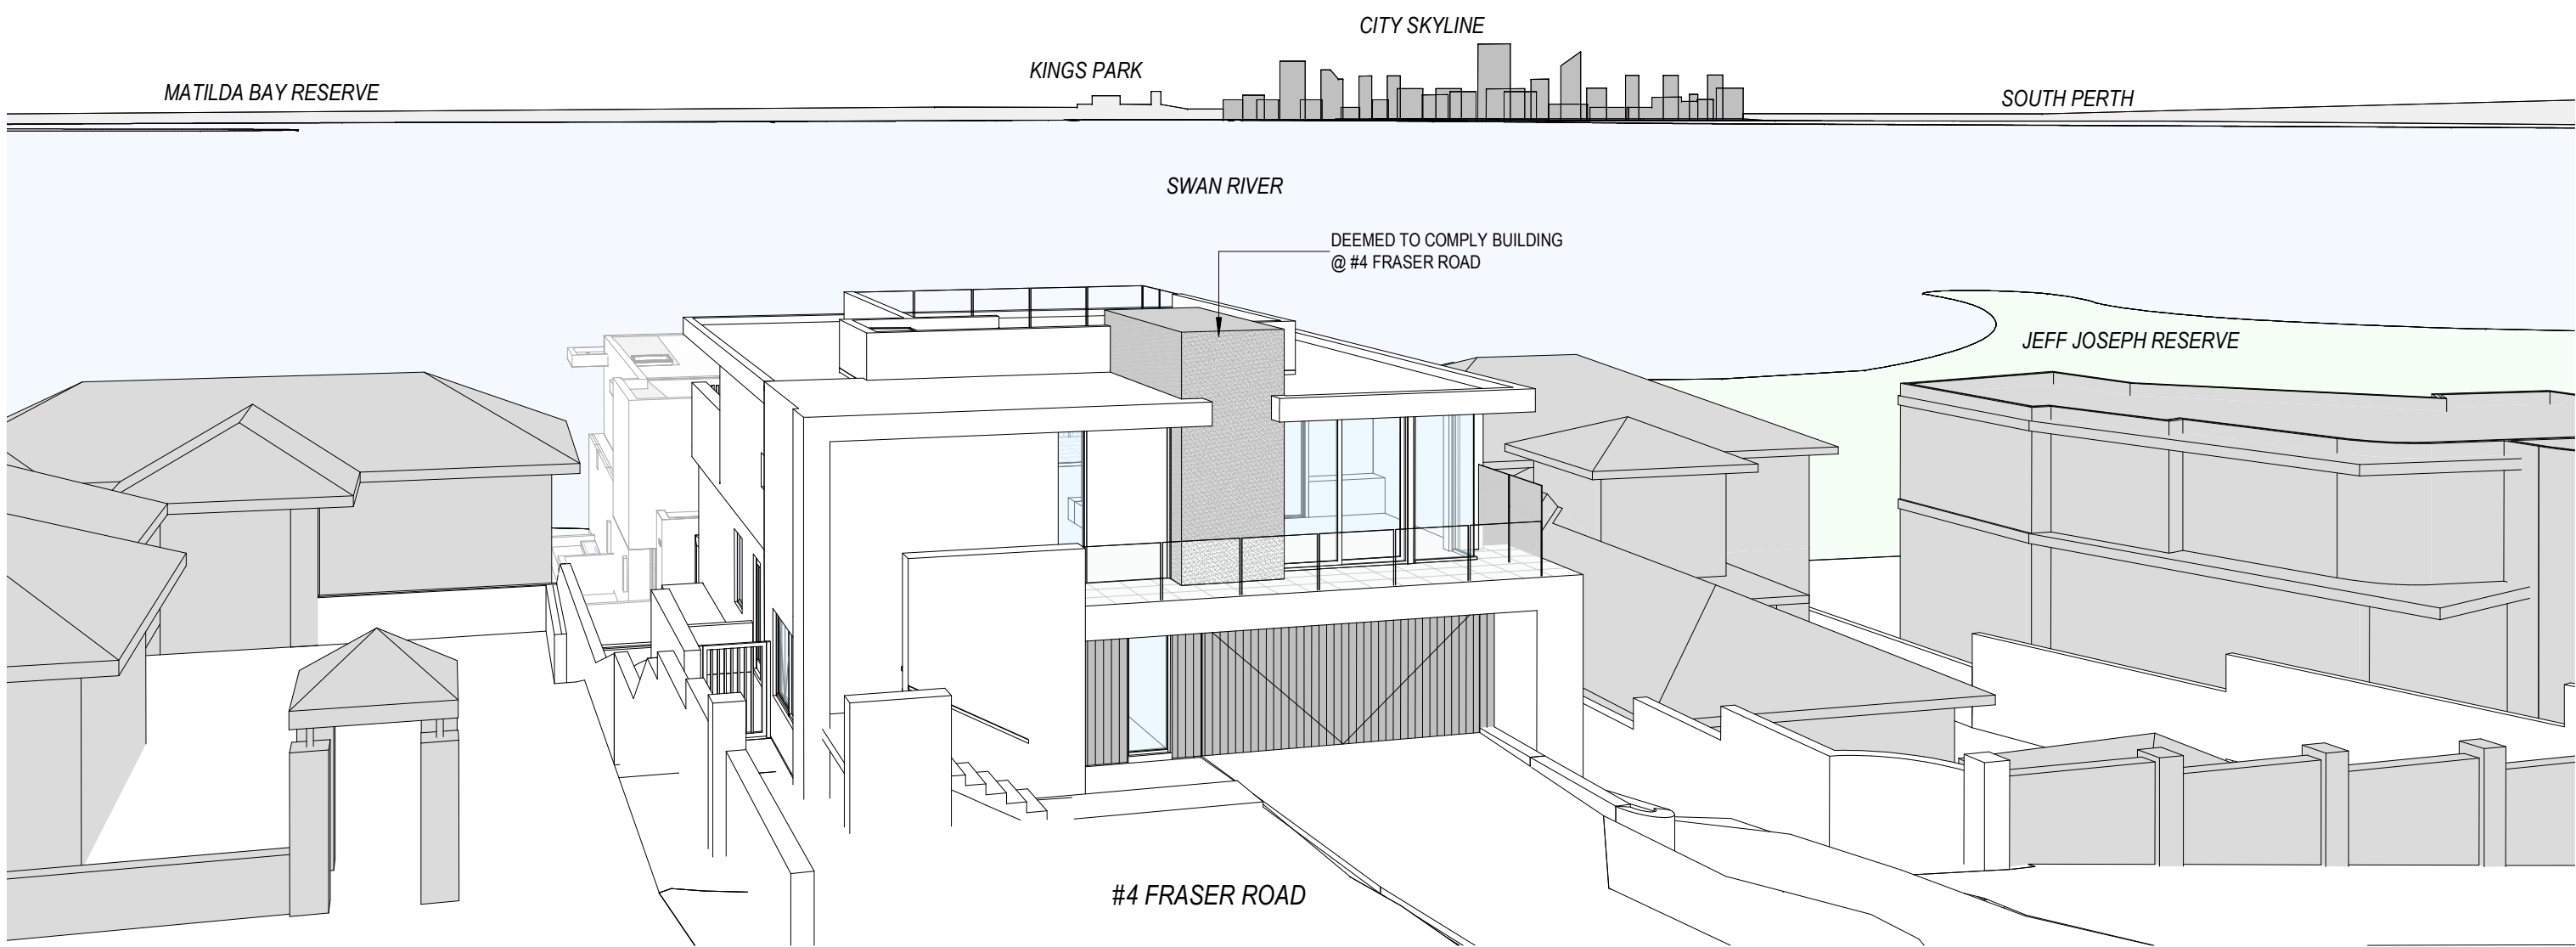 CITY SKYLINE
KINGS PARK
MATILDA BAY RESERVE
SOUTH PERTH
SWAN RIVER
DEEMED TO COMPLY BUILDING
@ #4 FRASER ROAD
JEFF JOSEPH RESERVE
#4 FRASER ROAD